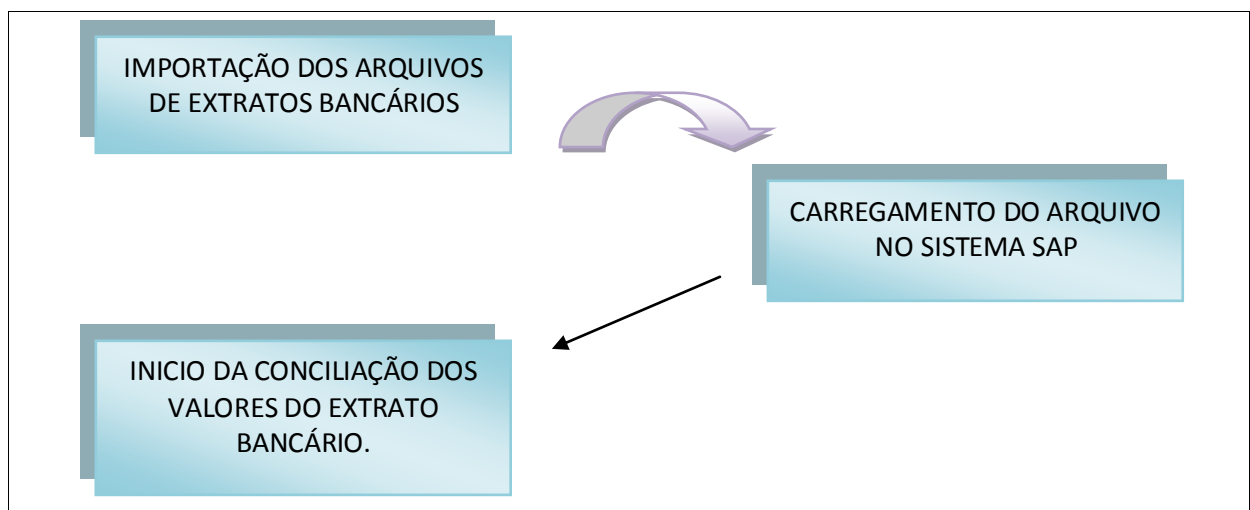 IMPORTAÇÃO DOS ARQUIVOS
DE EXTRATOS BANCÁRIOS
CARREGAMENTO DO ARQUIVO
NO SISTEMA SAP
INICIO DA CONCILIAÇÃO DOS
VALORES DO EXTRATO
BANCÁRIO.